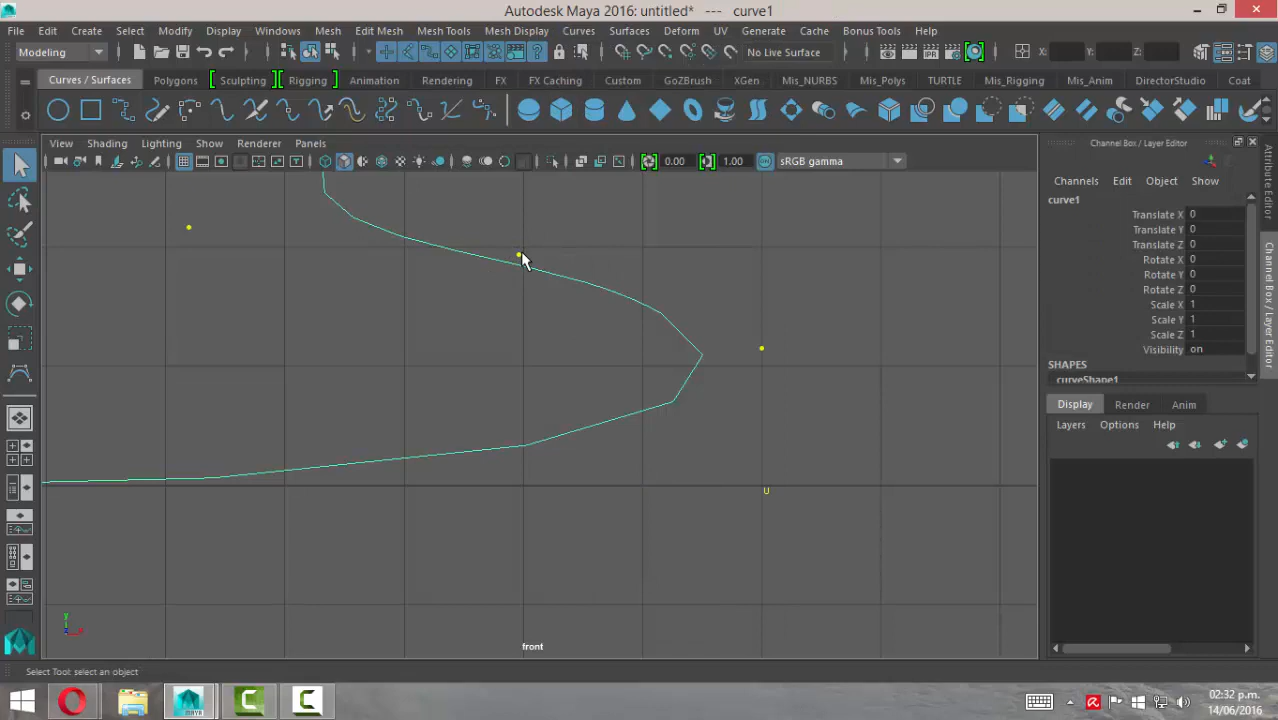 Autodesk Maya 2016: untitled* --- curve1
File Edit Create Select Modify Display Windows Mesh Edit Mesh Mesh Tools Mesh Display Curves Surfaces Deform UV Generate Cache Bonus Tools Help
Modeling No Live Surface X: Y: Z:
Curves / Surfaces Polygons Sculpting Rigging Animation Rendering FX FX Caching Custom GoZBrush XGen Mis_NURBS Mis_Polys TURTLE Mis_Rigging Mis_Anim DirectorStudio Coat
View Shading Lighting Show Renderer Panels
0.00 1.00 sRGB gamma
Channel Box / Layer Editor
Channels Edit Object Show
curve1
Translate X 0
Translate Y 0
Translate Z 0
Rotate X 0
Rotate Y 0
Rotate Z 0
Scale X 1
Scale Y 1
Scale Z 1
Visibility on
SHAPES
curveShape1
Display Render Anim
Layers Options Help
Attribute Editor
Channel Box / Layer Editor
U
y
front
Select Tool: select an object
MAYA
02:32 p.m.
14/06/2016